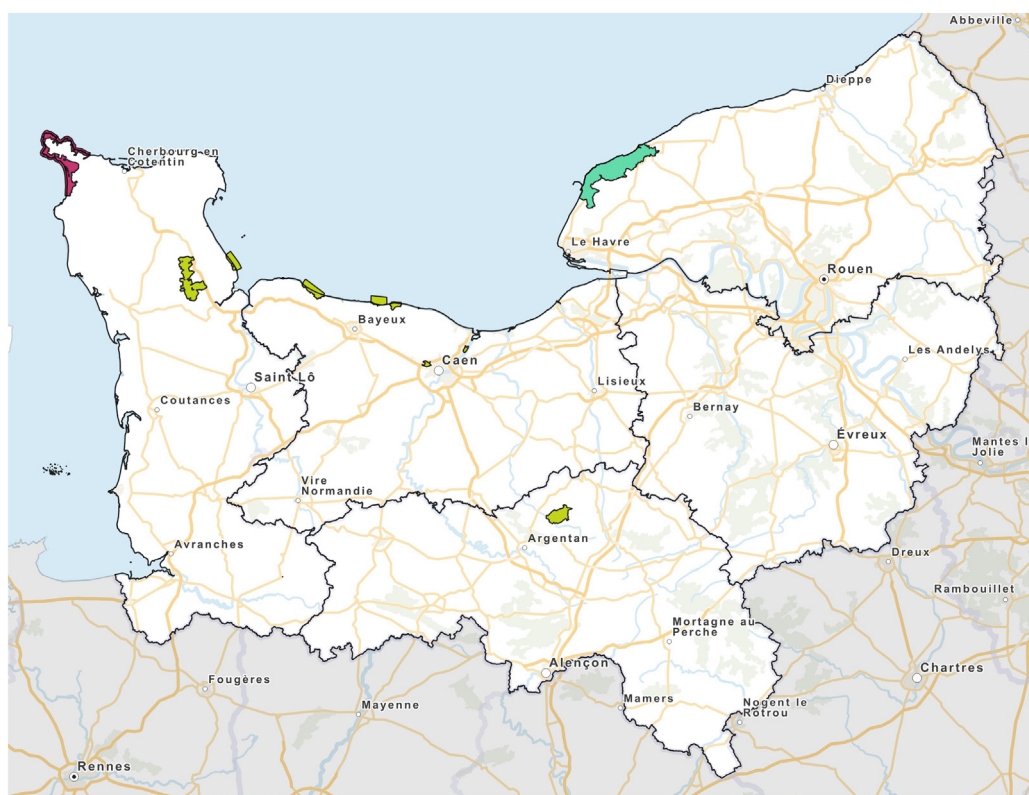 Abbeville
Dieppe
Cherbourg en
Cotentin
Le Havre
Rouen
Bayeux
Caen
Les Andelys
Saint Lô
Lisieux
Coutances
Bernay
Évreux
Mantes l
Jolie
Vire
Normandie
Argentan
Avranches
Dreux
Rambouillet
Mortagne au
Perche
Alençon
Chartres
Fougères
Mayenne
Mamers
Nogent le
Rotrou
Rennes